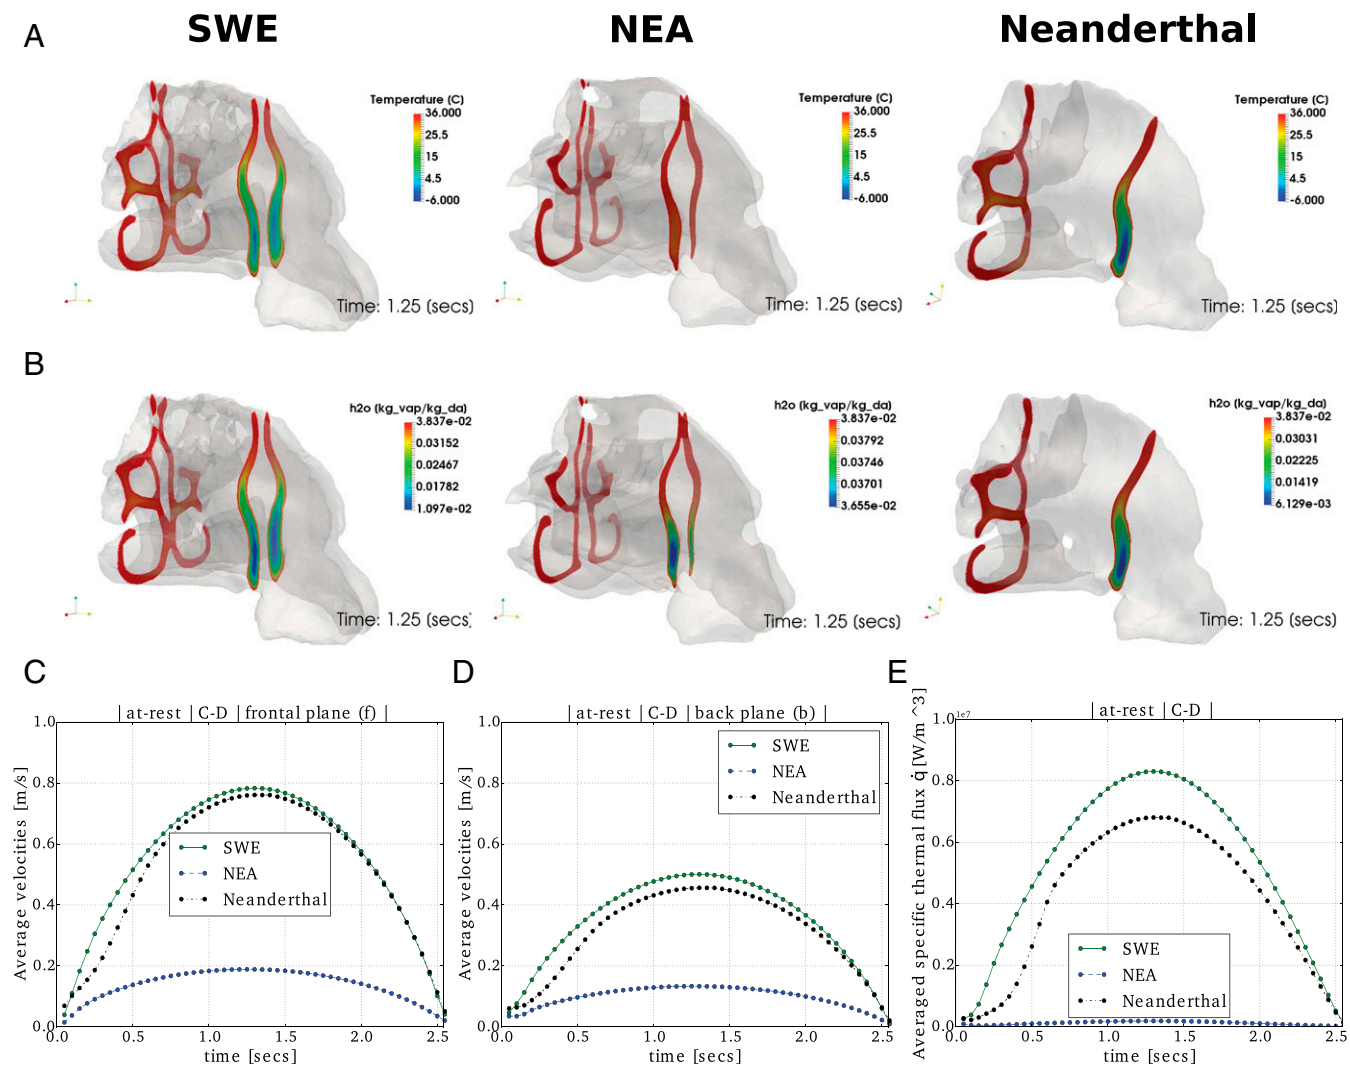 A
SWE
NEA
Neanderthal
Temperature (C)
36.000
25.5
15
4.5
-6.000
Time: 1.25 (secs)
Temperature (C)
36.000
25.5
15
4.5
-6.000
Time: 1.25 (secs)
Temperature (C)
36.000
25.5
15
4.5
-6.000
Time: 1.25 (secs)
B
h2o (kg_vap/kg_da)
3.837e-02
0.03152
0.02467
0.01782
1.097e-02
Time: 1.25 (secs)
h2o (kg_vap/kg_da)
3.837e-02
0.03792
0.03746
0.03701
3.655e-02
Time: 1.25 (secs)
h2o (kg_vap/kg_da)
3.837e-02
0.03031
0.02225
0.01419
6.129e-03
Time: 1.25 (secs)
C
| at-rest | C-D | frontal plane (f) |
Average velocities [m/s]
1.0
0.8
0.6
0.4
0.2
0.0
SWE
NEA
Neanderthal
0.0 0.5 1.0 1.5 2.0 2.5
time [secs]
D
| at-rest | C-D | back plane (b) |
Average velocities [m/s]
1.0
0.8
0.6
0.4
0.2
0.0
SWE
NEA
Neanderthal
0.0 0.5 1.0 1.5 2.0 2.5
time [secs]
E
| at-rest | C-D |
Averaged specific thermal flux q̇ [W/m^3]
1e7
1.0
0.8
0.6
0.4
0.2
0.0
SWE
NEA
Neanderthal
0.0 0.5 1.0 1.5 2.0 2.5
time [secs]